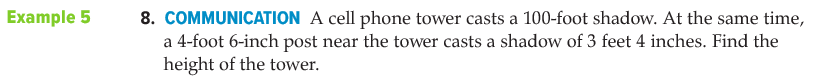 Example 5 8. COMMUNICATION A cell phone tower casts a 100-foot shadow. At the same time,
a 4-foot 6-inch post near the tower casts a shadow of 3 feet 4 inches. Find the
height of the tower.